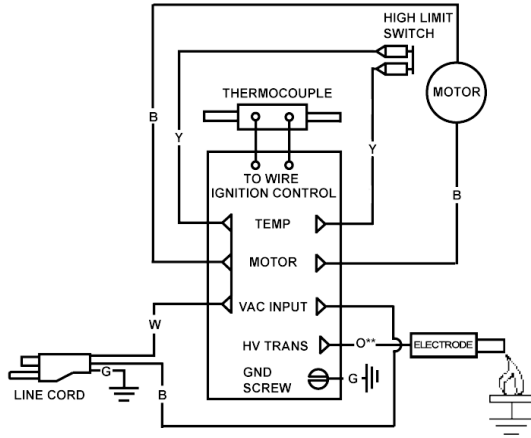 HIGH LIMIT
SWITCH
THERMOCOUPLE
MOTOR
B
Y
Y
B
TO WIRE
IGNITION CONTROL
TEMP
MOTOR
VAC INPUT
W
HV TRANS
O**
ELECTRODE
GND
SCREW
G
G
LINE CORD
B